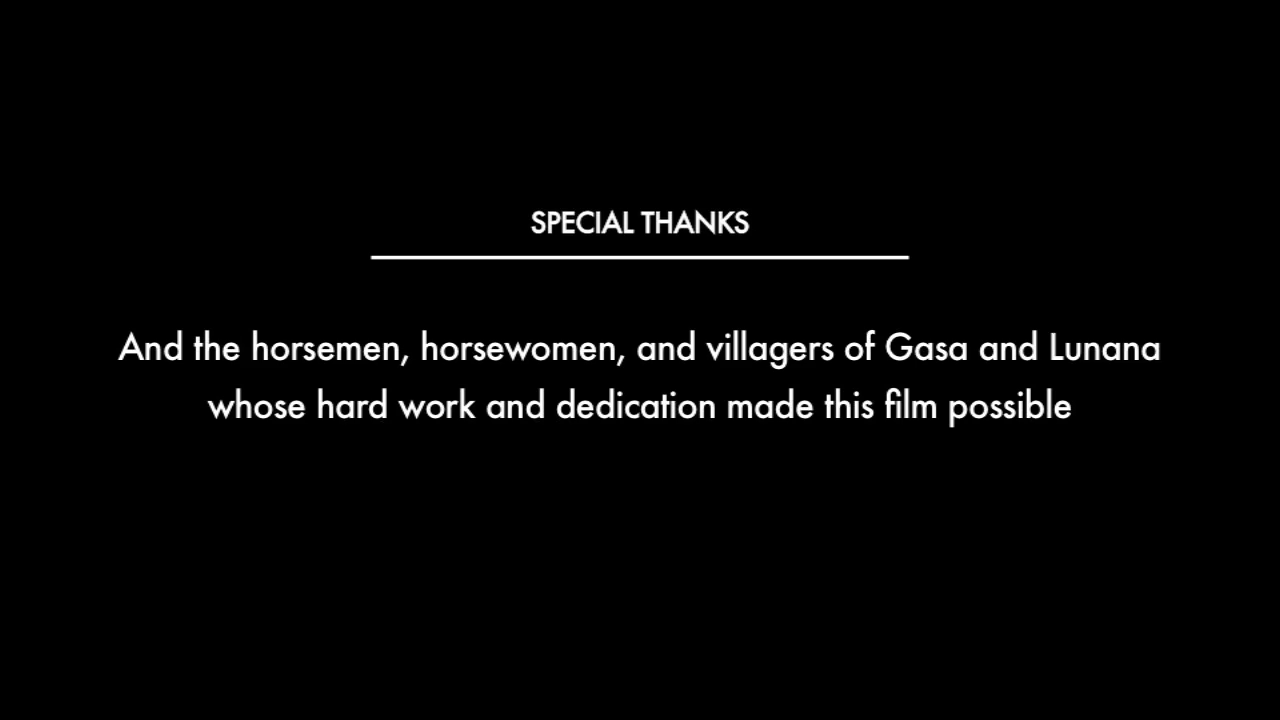 SPECIAL THANKS
And the horsemen, horsewomen, and villagers of Gasa and Lunana
whose hard work and dedication made this film possible